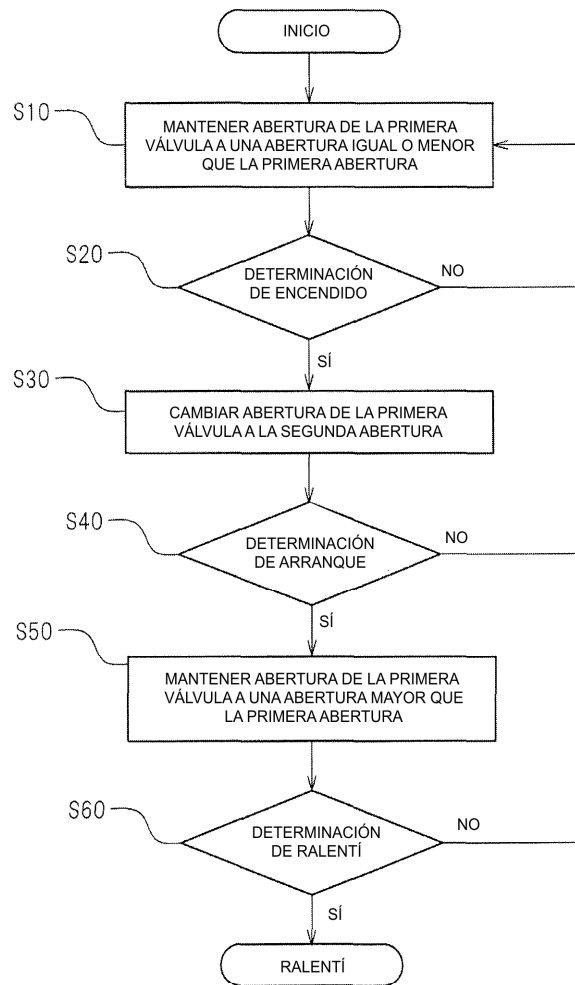 INICIO
S10
MANTENER ABERTURA DE LA PRIMERA
VÁLVULA A UNA ABERTURA IGUAL O MENOR
QUE LA PRIMERA ABERTURA
S20
DETERMINACIÓN
DE ENCENDIDO
NO
SÍ
S30
CAMBIAR ABERTURA DE LA PRIMERA
VÁLVULA A LA SEGUNDA ABERTURA
S40
DETERMINACIÓN
DE ARRANQUE
NO
SÍ
S50
MANTENER ABERTURA DE LA PRIMERA
VÁLVULA A UNA ABERTURA MAYOR QUE
LA PRIMERA ABERTURA
S60
DETERMINACIÓN
DE RALENTÍ
NO
SÍ
RALENTÍ